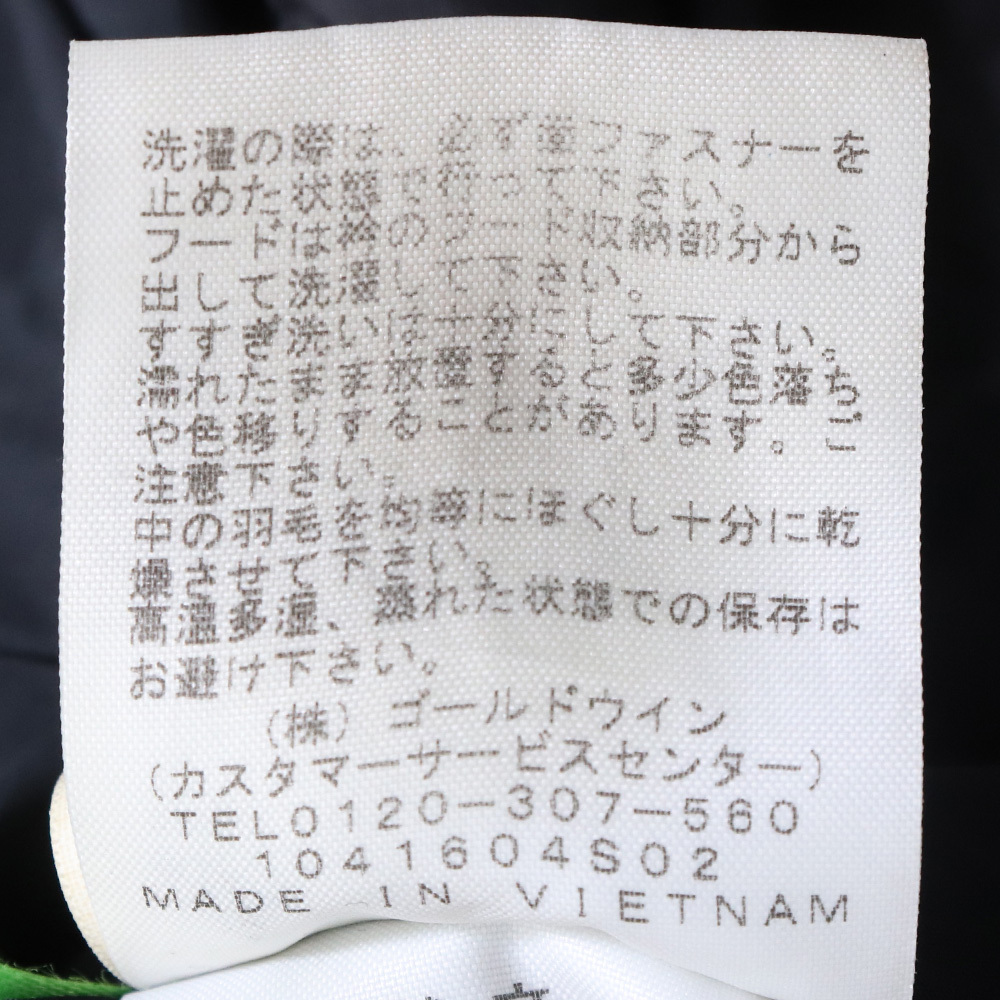 洗濯の際は、必ず全ファスナーを
止めた状態で、行って下さい。
フードは衿のフード収納部分から
出して洗濯して下さい。
すすぎ洗いは十分にして下さい。
濡れたまま放置すると多少色落ち
や色移りすることがあります。ご
注意下さい。
中の羽毛を均等にほぐし十分に乾
燥させて下さい。
高温多湿、蒸れた状態での保存は
お避け下さい。
(株) ゴールドウイン
(カスタマーサービスセンター)
TEL0120-307-560
1041604S02
MADE IN VIETNAM